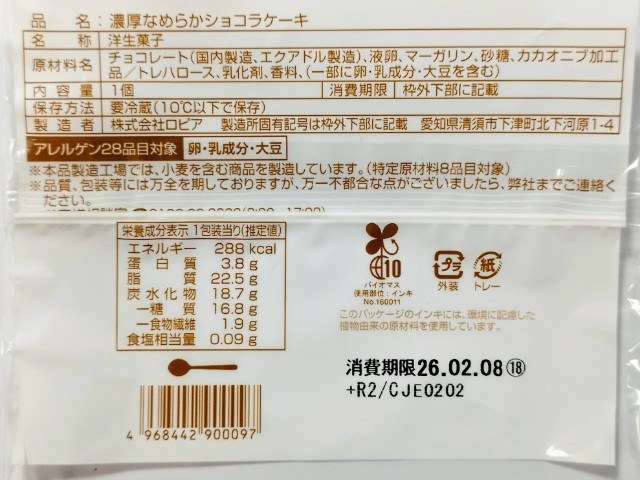 品 名：濃厚なめらかショコラケーキ
名 称 洋生菓子
原材料名 チョコレート(国内製造、エクアドル製造)、液卵、マーガリン、砂糖、カカオニブ加工
品／トレハロース、乳化剤、香料、(一部に卵・乳成分・大豆を含む)
内 容 量 1個 消費期限 枠外下部に記載
保存方法 要冷蔵(10℃以下で保存)
製 造 者 株式会社ロピア 製造所固有記号は枠外下部に記載 愛知県清須市下津町北下河原1-4
アレルゲン28品目対象 卵・乳成分・大豆
※本品製造工場では、小麦を含む商品を製造しています。(特定原材料8品目対象)
※品質、包装等には万全を期しておりますが、万一不都合な点がございましたら、弊社までご連絡く
ださい。
栄養成分表示 1包装当り(推定値)
エネルギー 288 kcal
蛋 白 質 3.8 g
脂 質 22.5 g
炭水化物 18.7 g
―糖 質 16.8 g
―食物繊維 1.9 g
食塩相当量 0.09 g
10
バイオマス
使用部位：インキ
No.160011
プラ
外装
紙
トレー
このパッケージのインキには、環境に配慮した
植物由来の原材料を使用しています。
消費期限26.02.08⑱
+R2/CJE0202
4 968442 900097